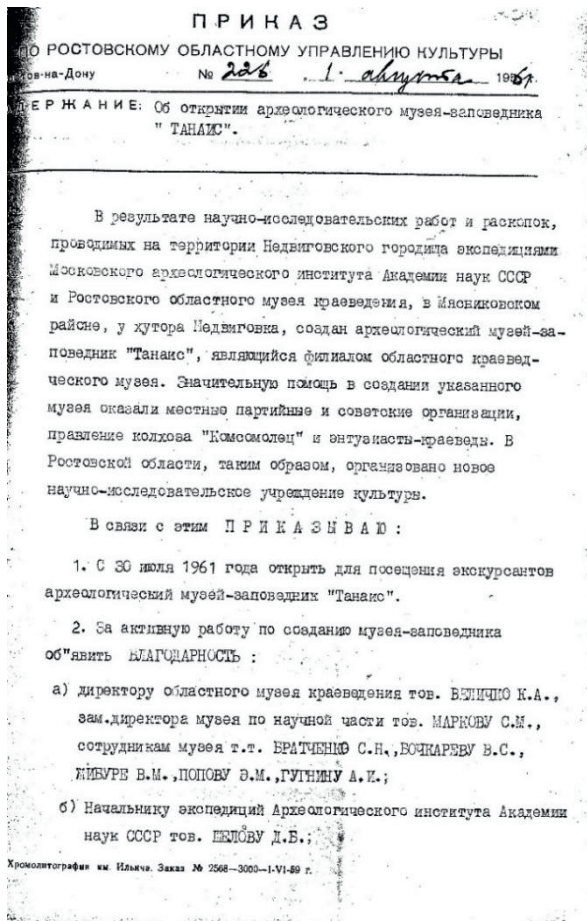 ПРИКАЗ
ПО РОСТОВСКОМУ ОБЛАСТНОМУ УПРАВЛЕНИЮ КУЛЬТУРЫ
ов-на-Дону № 226 . 1. августа 1961г.
ДЕРЖАНИЕ: Об открытии археологического музея-заповедника
" ТАНАИС".
В результате научно-исследовательских работ и раскопок,
проводимых на территории Недвиговского городища экспедициями
Московского археологического института Академии наук СССР
и Ростовского областного музея краеведения, в Мясниковском
районе, у хутора Недвиговка, создан археологический музей-за-
поведник "Танаис", являющийся филиалом областного краевед-
ческого музея. Значительную помощь в создании указанного
музея оказали местные партийные и советские организации,
правление колхоза "Комсомолец" и энтузиасты-краеведы. В
Ростовской области, таким образом, организовано новое
научно-исследовательское учреждение культуры.
В связи с этим ПРИКАЗЫВАЮ:
1. С 30 июля 1961 года открыть для посещения экскурсантов
археологический музей-заповедник "Танаис".
2. За активную работу по созданию музея-заповедника
об"явить БЛАГОДАРНОСТЬ :
а) директору областного музея краеведения тов. ВЕЛИЧКО К.А.,
зам.директора музея по научной части тов. МАРКОВУ С.М.,
сотрудникам музея т.т. БРАТЧЕНКО С.Н.,БОЧКАРЕВУ В.С.,
ЖИБУРЕ В.М.,ПОПОВУ Э.М.,ГУГНИНУ А.И.;
б) Начальнику экспедиций Археологического института Академии
наук СССР тов. ШЕЛОВУ Д.Б.;
Хромолитография им. Ильича. Заказ № 2568—3000—1-VI-59 г.